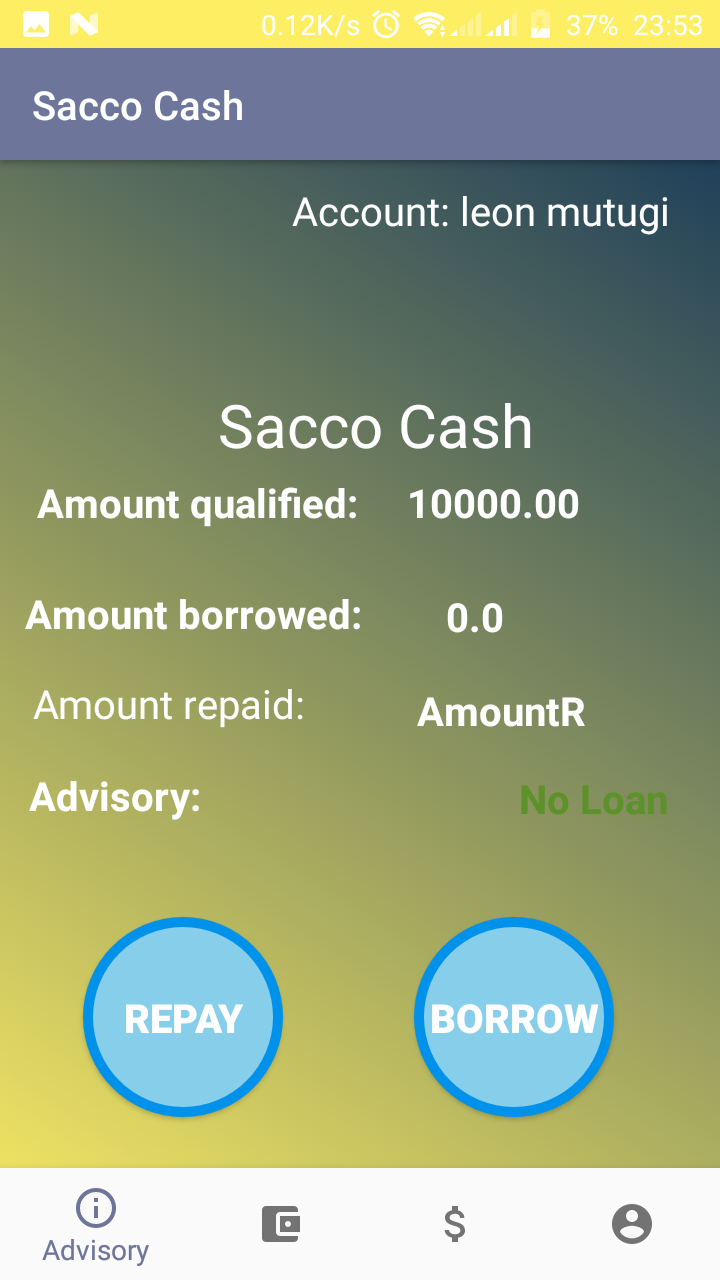 0.12K/s 37% 23:53
Sacco Cash
Account: leon mutugi
Sacco Cash
Amount qualified: 10000.00
Amount borrowed: 0.0
Amount repaid: AmountR
Advisory: No Loan
REPAY BORROW
$
Advisory